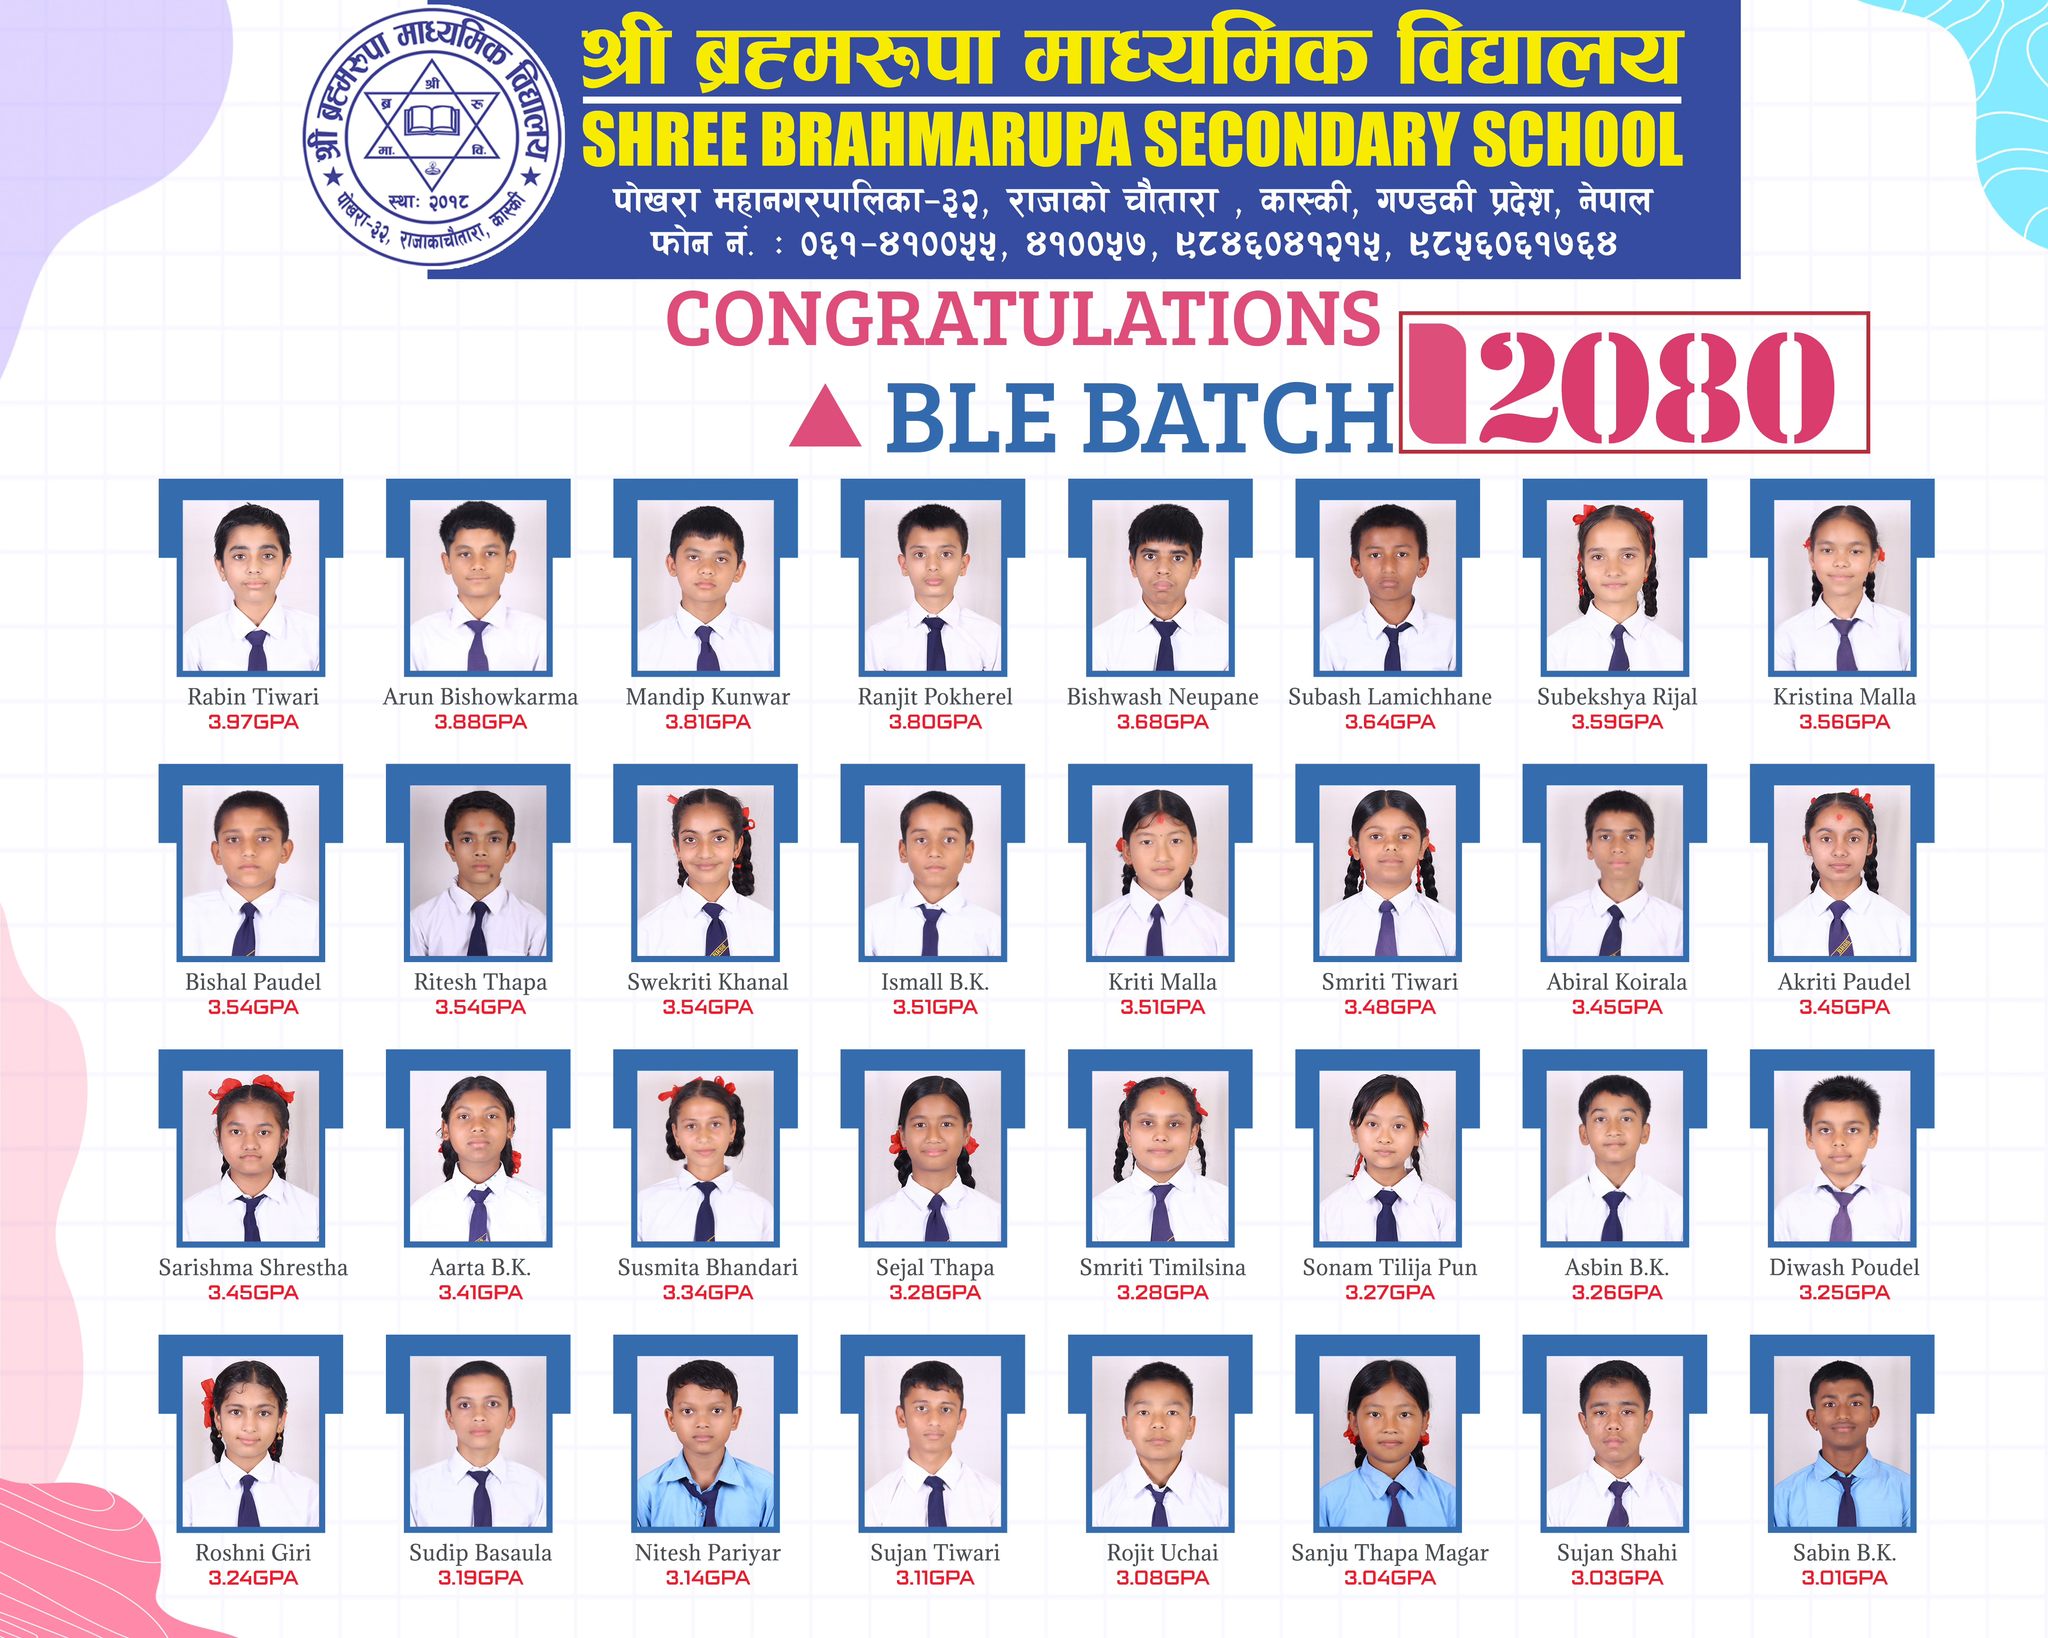 श्री ब्रह्मरुपा माध्यमिक विद्यालय
श्री
ब्र रू
मा. वि.
स्था: २०१८
पोखरा-३२, राजाकाचौतारा, कास्की
श्री ब्रह्मरूपा माध्यमिक विद्यालय
SHREE BRAHMARUPA SECONDARY SCHOOL
पोखरा महानगरपालिका-३२, राजाको चौतारा , कास्की, गण्डकी प्रदेश, नेपाल
फोन नं. : ०६१-४१००५५, ४१००५७, ९८४६०४१२१५, ९८५६०६१७६४
CONGRATULATIONS
BLE BATCH 2080
Rabin Tiwari Arun Bishowkarma Mandip Kunwar Ranjit Pokherel Bishwash Neupane Subash Lamichhane Subekshya Rijal Kristina Malla
3.97GPA 3.88GPA 3.81GPA 3.80GPA 3.68GPA 3.64GPA 3.59GPA 3.56GPA
Bishal Paudel Ritesh Thapa Swekriti Khanal Ismall B.K. Kriti Malla Smriti Tiwari Abiral Koirala Akriti Paudel
3.54GPA 3.54GPA 3.54GPA 3.51GPA 3.51GPA 3.48GPA 3.45GPA 3.45GPA
Sarishma Shrestha Aarta B.K. Susmita Bhandari Sejal Thapa Smriti Timilsina Sonam Tilija Pun Asbin B.K. Diwash Poudel
3.45GPA 3.41GPA 3.34GPA 3.28GPA 3.28GPA 3.27GPA 3.26GPA 3.25GPA
Roshni Giri Sudip Basaula Nitesh Pariyar Sujan Tiwari Rojit Uchai Sanju Thapa Magar Sujan Shahi Sabin B.K.
3.24GPA 3.19GPA 3.14GPA 3.11GPA 3.08GPA 3.04GPA 3.03GPA 3.01GPA